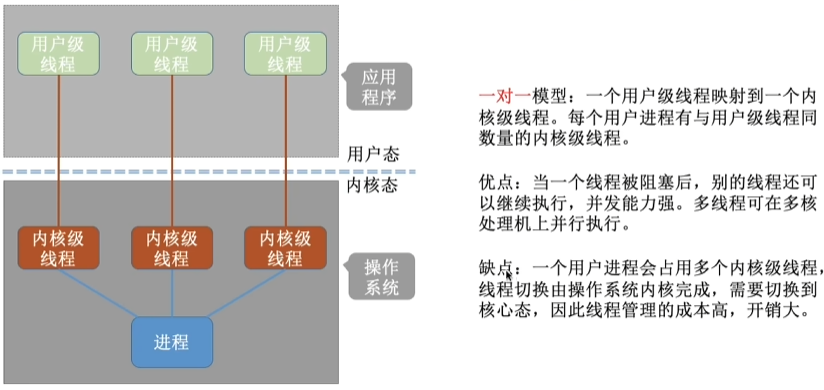 用户级
线程
用户级
线程
用户级
线程
应用
程序
用户态
内核态
内核级
线程
内核级
线程
内核级
线程
操作
系统
进程
一对一模型：一个用户级线程映射到一个内
核级线程。每个用户进程有与用户级线程同
数量的内核级线程。
优点：当一个线程被阻塞后，别的线程还可
以继续执行，并发能力强。多线程可在多核
处理机上并行执行。
缺点：一个用户进程会占用多个内核级线程，
线程切换由操作系统内核完成，需要切换到
核心态，因此线程管理的成本高，开销大。